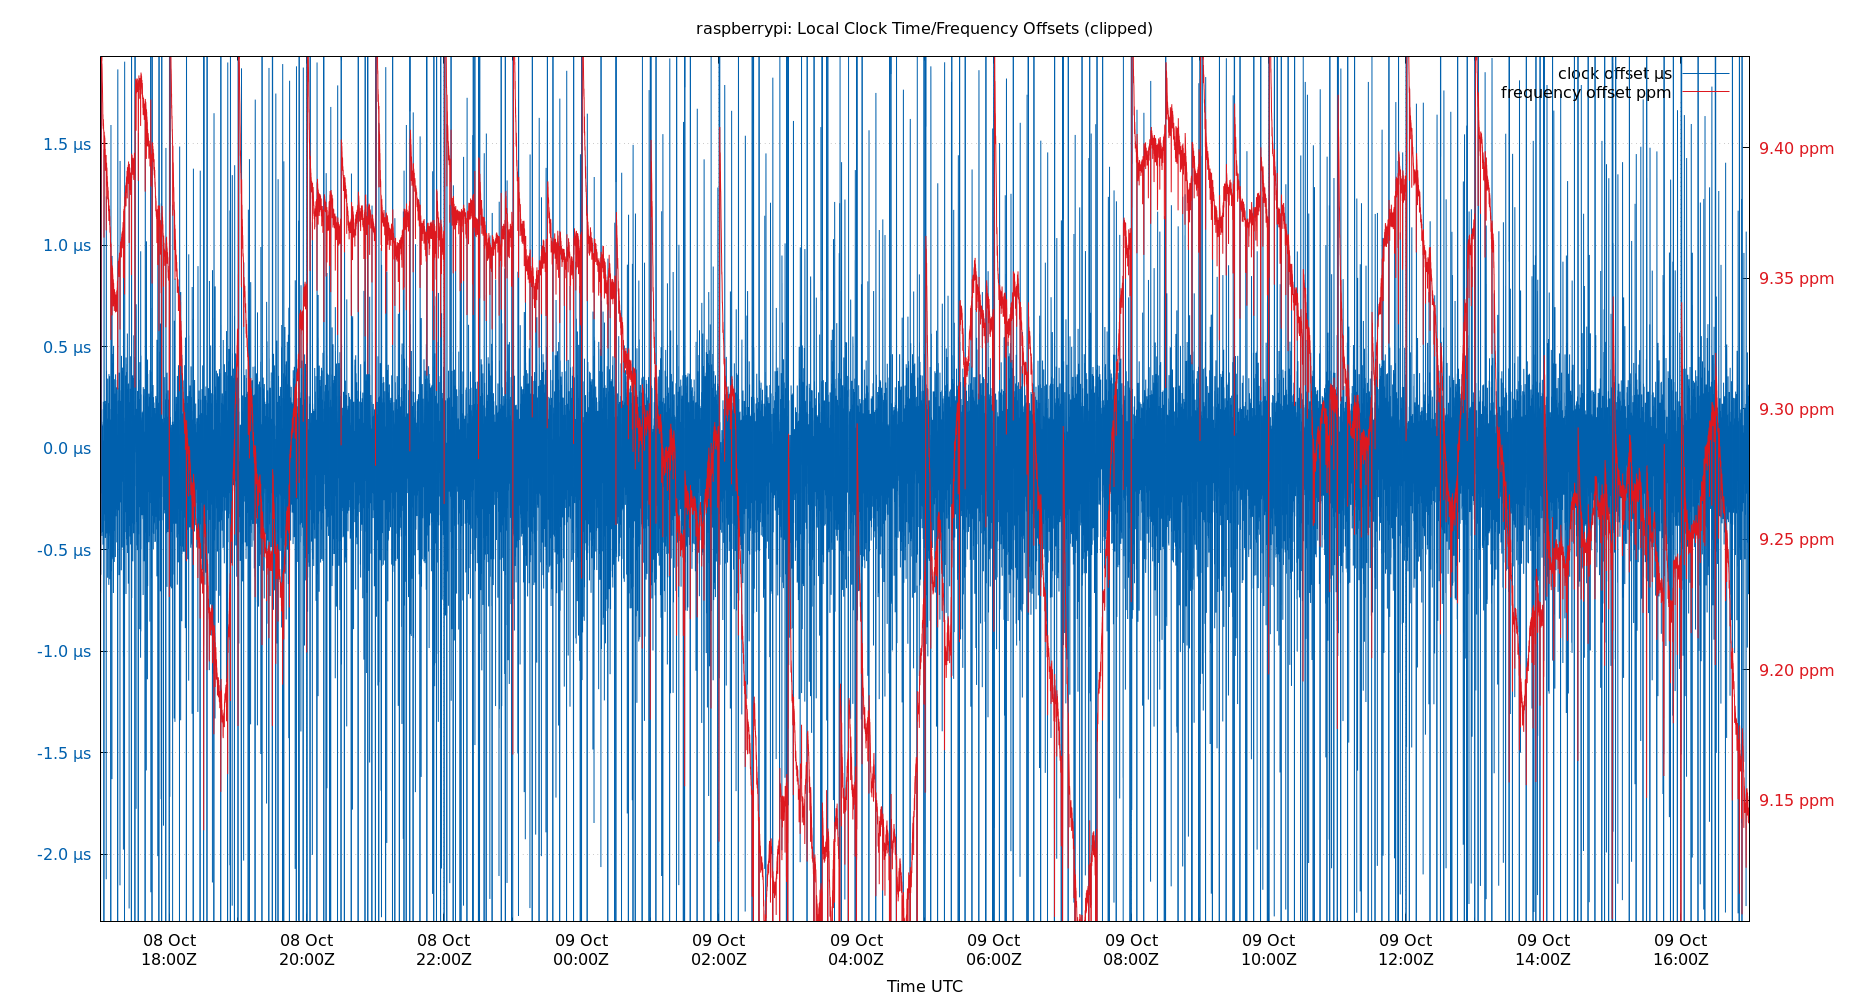 raspberrypi: Local Clock Time/Frequency Offsets (clipped)
clock offset µs
frequency offset ppm
1.5 µs
1.0 µs
0.5 µs
0.0 µs
-0.5 µs
-1.0 µs
-1.5 µs
-2.0 µs
9.40 ppm
9.35 ppm
9.30 ppm
9.25 ppm
9.20 ppm
9.15 ppm
08 Oct 08 Oct 08 Oct 09 Oct 09 Oct 09 Oct 09 Oct 09 Oct 09 Oct 09 Oct 09 Oct 09 Oct
18:00Z 20:00Z 22:00Z 00:00Z 02:00Z 04:00Z 06:00Z 08:00Z 10:00Z 12:00Z 14:00Z 16:00Z
Time UTC